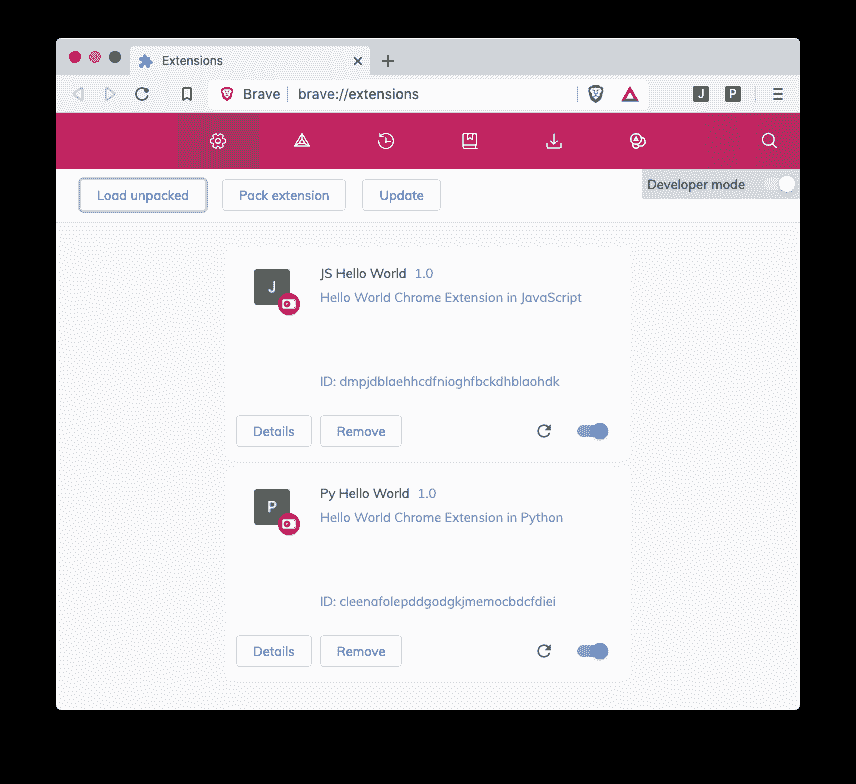 Extensions
Brave brave://extensions J P
Developer mode
Load unpacked Pack extension Update
J
JS Hello World 1.0
Hello World Chrome Extension in JavaScript
ID: dmpjdblaehhcdfnioghfbckdhblaohdk
Details Remove
P
Py Hello World 1.0
Hello World Chrome Extension in Python
ID: cleenafolepddgodgkjmemocbdcfdiei
Details Remove